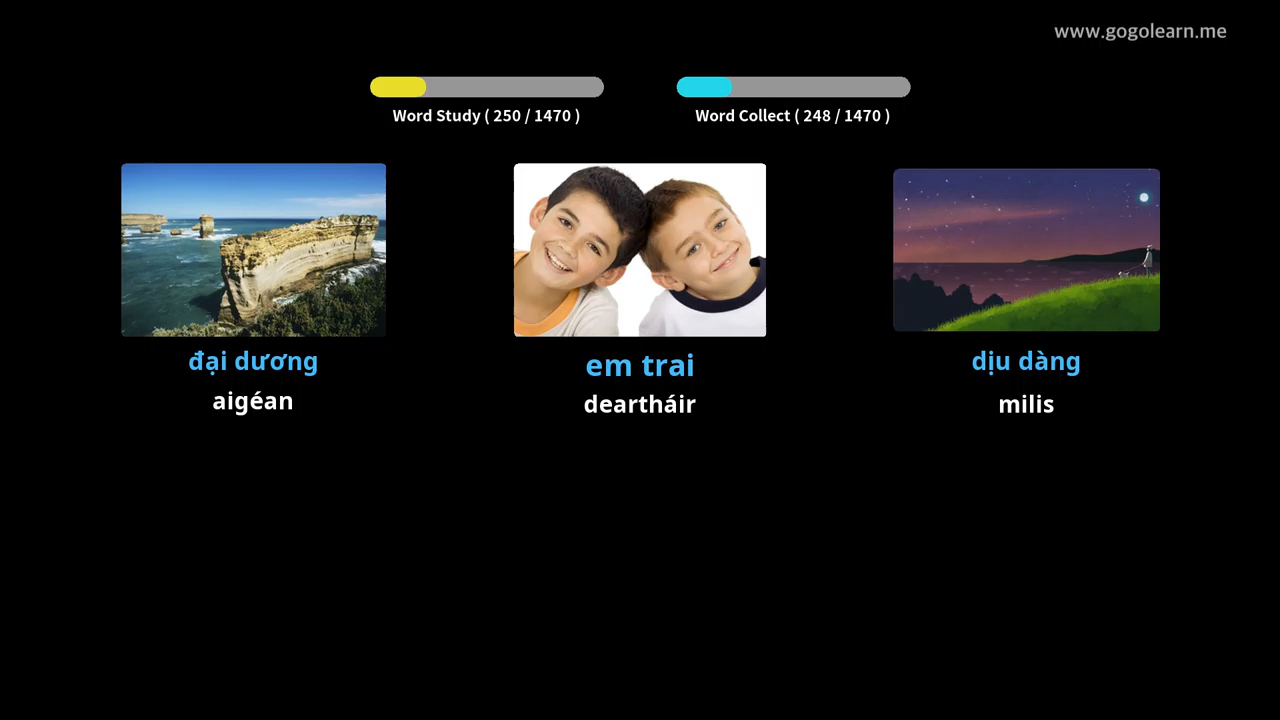 www.gogolearn.me
Word Study ( 250 / 1470 )
Word Collect ( 248 / 1470 )
đại dương
aigéan
em trai
deartháir
dịu dàng
milis